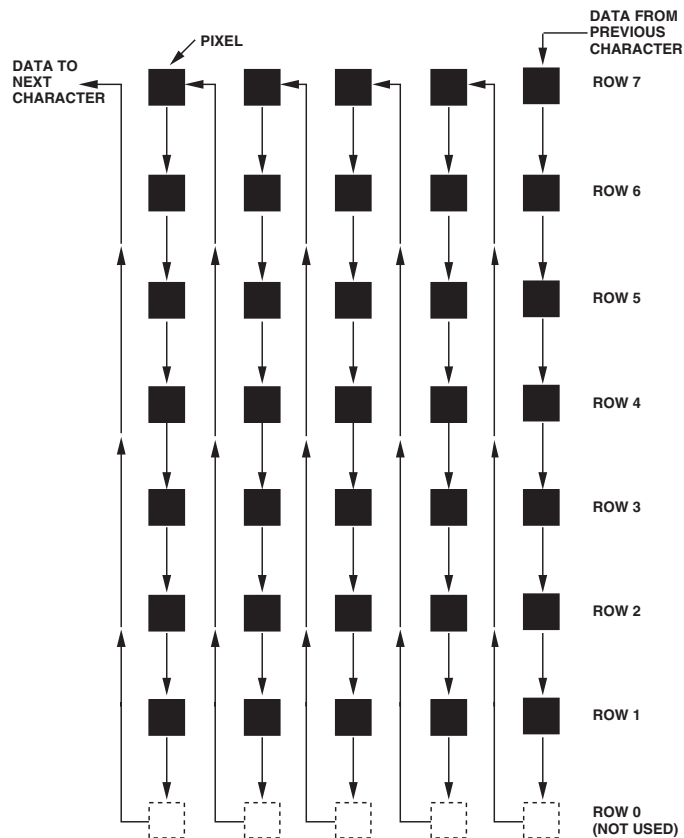 DATA FROM
PREVIOUS
CHARACTER
PIXEL
DATA TO
NEXT
CHARACTER
ROW 7
ROW 6
ROW 5
ROW 4
ROW 3
ROW 2
ROW 1
ROW 0
(NOT USED)